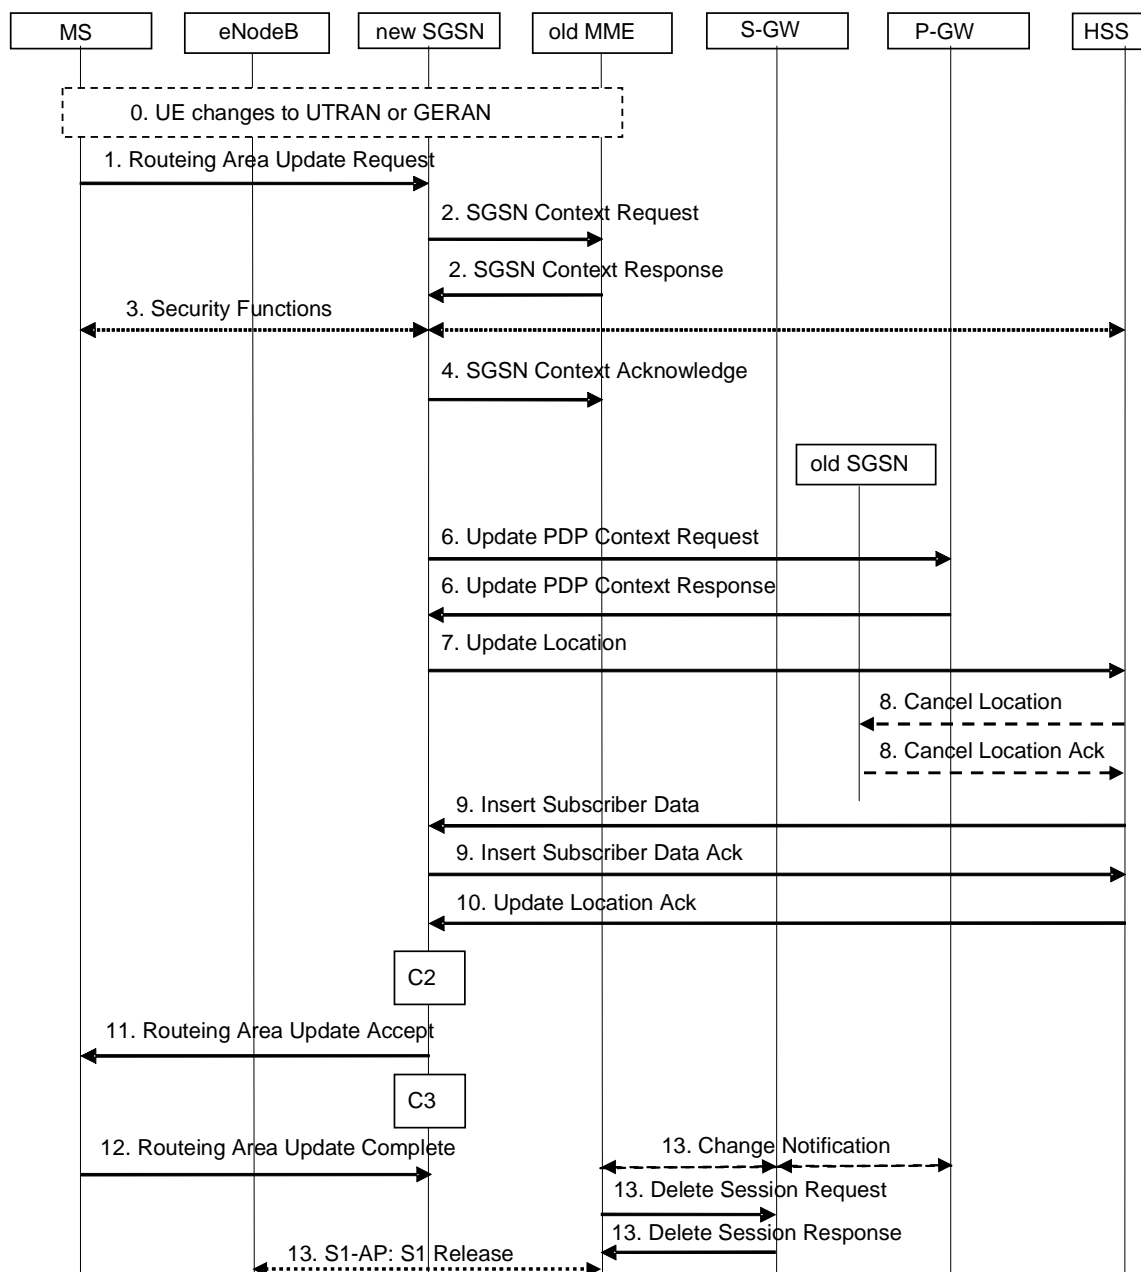 MS
eNodeB
new SGSN
old MME
S-GW
P-GW
HSS
0. UE changes to UTRAN or GERAN
1. Routeing Area Update Request
2. SGSN Context Request
2. SGSN Context Response
3. Security Functions
4. SGSN Context Acknowledge
old SGSN
6. Update PDP Context Request
6. Update PDP Context Response
7. Update Location
8. Cancel Location
8. Cancel Location Ack
9. Insert Subscriber Data
9. Insert Subscriber Data Ack
10. Update Location Ack
C2
11. Routeing Area Update Accept
C3
12. Routeing Area Update Complete
13. Change Notification
13. Delete Session Request
13. Delete Session Response
13. S1-AP: S1 Release